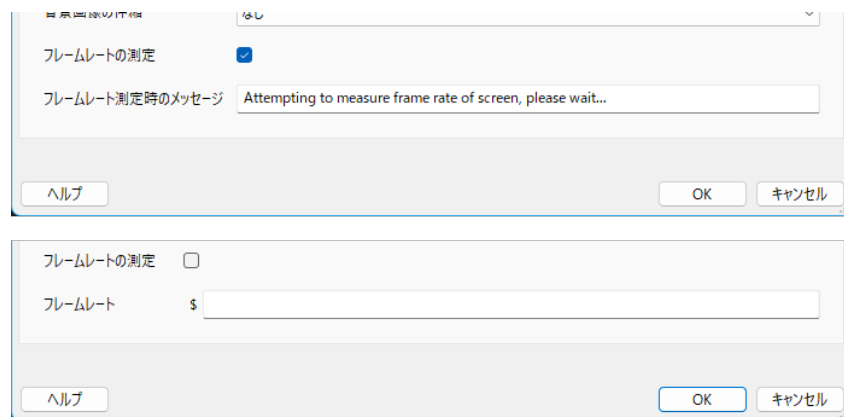 なし
フレームレートの測定
フレームレート測定時のメッセージ Attempting to measure frame rate of screen, please wait...
ヘルプ OK キャンセル
フレームレートの測定
フレームレート $
ヘルプ OK キャンセル